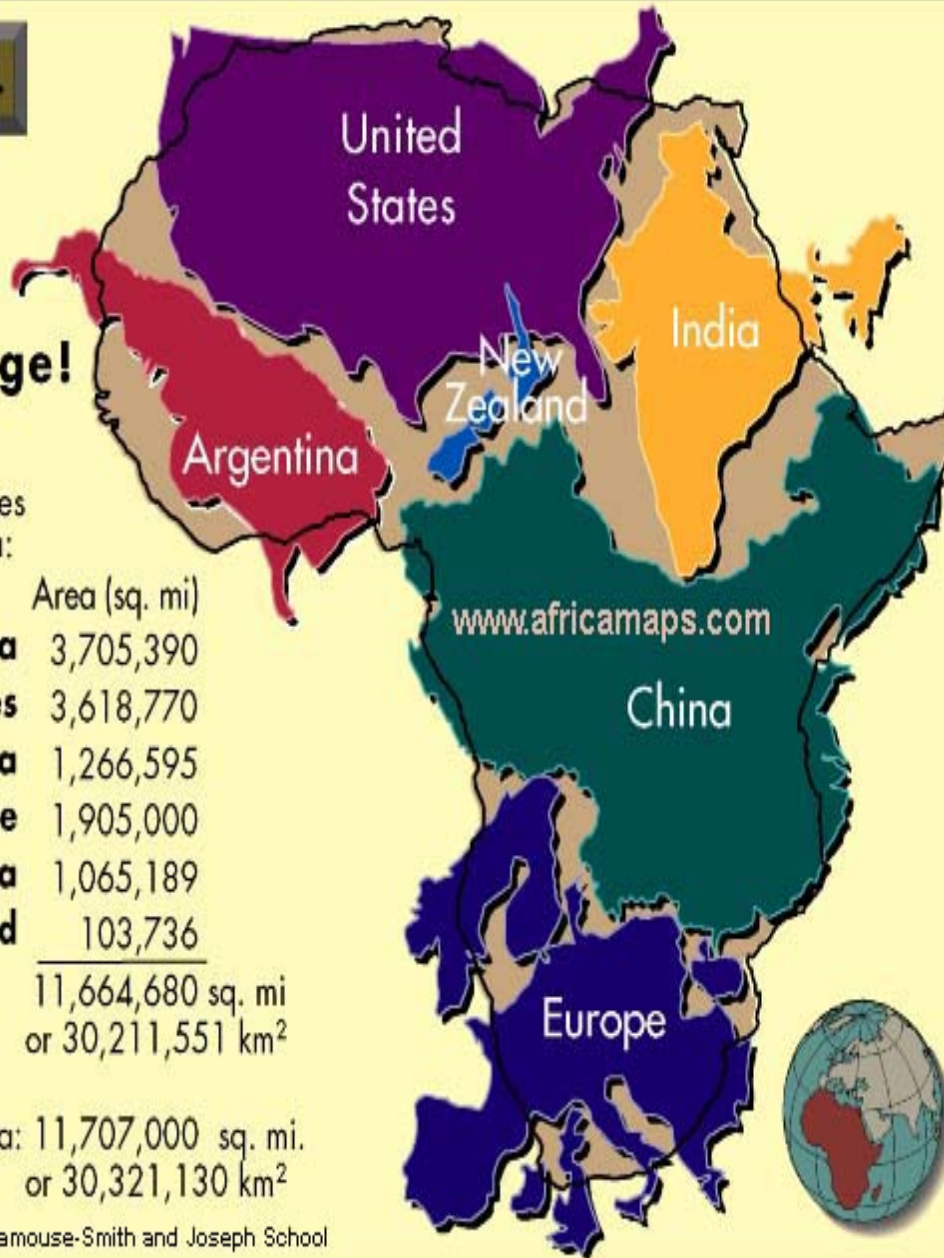 United
States
India
ge!
New
Zealand
Argentina
es
:
Area (sq. mi)
a 3,705,390
es 3,618,770
a 1,266,595
e 1,905,000
a 1,065,189
d 103,736
11,664,680 sq. mi
or 30,211,551 km²
www.africamaps.com
China
Europe
a: 11,707,000 sq. mi.
or 30,321,130 km²
amouse-Smith and Joseph School